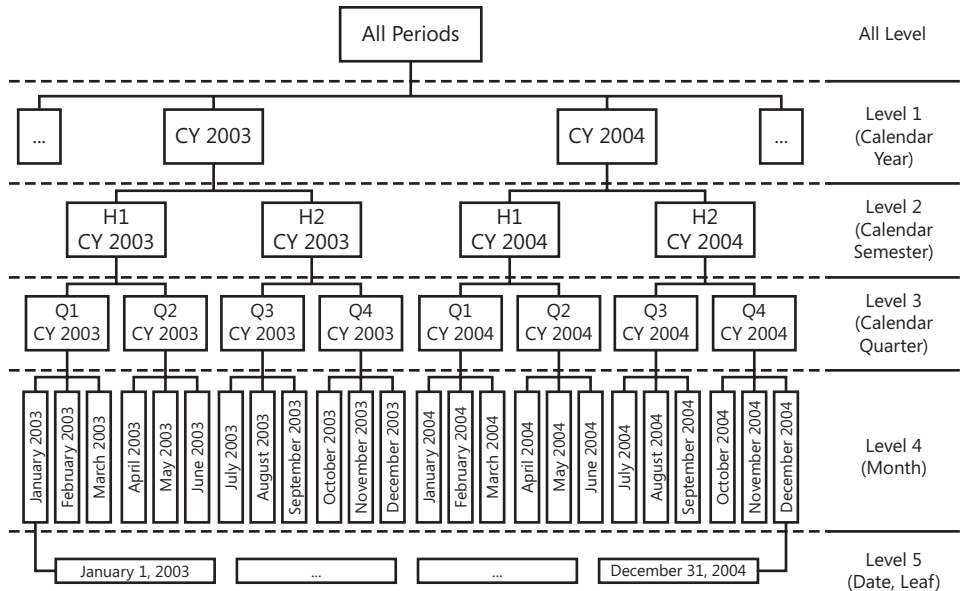 All Periods
All Level
...
CY 2003
CY 2004
...
Level 1
(Calendar
Year)
H1
CY 2003
H2
CY 2003
H1
CY 2004
H2
CY 2004
Level 2
(Calendar
Semester)
Q1
CY 2003
Q2
CY 2003
Q3
CY 2003
Q4
CY 2003
Q1
CY 2004
Q2
CY 2004
Q3
CY 2004
Q4
CY 2004
Level 3
(Calendar
Quarter)
January 2003
February 2003
March 2003
April 2003
May 2003
June 2003
July 2003
August 2003
September 2003
October 2003
November 2003
December 2003
January 2004
February 2004
March 2004
April 2004
May 2004
June 2004
July 2004
August 2004
September 2004
October 2004
November 2004
December 2004
Level 4
(Month)
January 1, 2003
...
...
December 31, 2004
Level 5
(Date, Leaf)